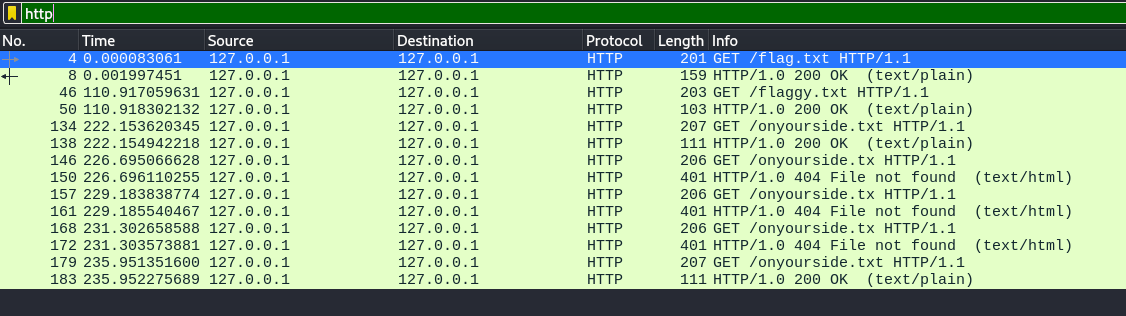 http
No. Time Source Destination Protocol Length Info
4 0.000083061 127.0.0.1 127.0.0.1 HTTP 201 GET /flag.txt HTTP/1.1
8 0.001997451 127.0.0.1 127.0.0.1 HTTP 159 HTTP/1.0 200 OK (text/plain)
46 110.917059631 127.0.0.1 127.0.0.1 HTTP 203 GET /flaggy.txt HTTP/1.1
50 110.918302132 127.0.0.1 127.0.0.1 HTTP 103 HTTP/1.0 200 OK (text/plain)
134 222.153620345 127.0.0.1 127.0.0.1 HTTP 207 GET /onyourside.txt HTTP/1.1
138 222.154942218 127.0.0.1 127.0.0.1 HTTP 111 HTTP/1.0 200 OK (text/plain)
146 226.695066628 127.0.0.1 127.0.0.1 HTTP 206 GET /onyourside.tx HTTP/1.1
150 226.696110255 127.0.0.1 127.0.0.1 HTTP 401 HTTP/1.0 404 File not found (text/html)
157 229.183838774 127.0.0.1 127.0.0.1 HTTP 206 GET /onyourside.tx HTTP/1.1
161 229.185540467 127.0.0.1 127.0.0.1 HTTP 401 HTTP/1.0 404 File not found (text/html)
168 231.302658588 127.0.0.1 127.0.0.1 HTTP 206 GET /onyourside.tx HTTP/1.1
172 231.303573881 127.0.0.1 127.0.0.1 HTTP 401 HTTP/1.0 404 File not found (text/html)
179 235.951351600 127.0.0.1 127.0.0.1 HTTP 207 GET /onyourside.txt HTTP/1.1
183 235.952275689 127.0.0.1 127.0.0.1 HTTP 111 HTTP/1.0 200 OK (text/plain)